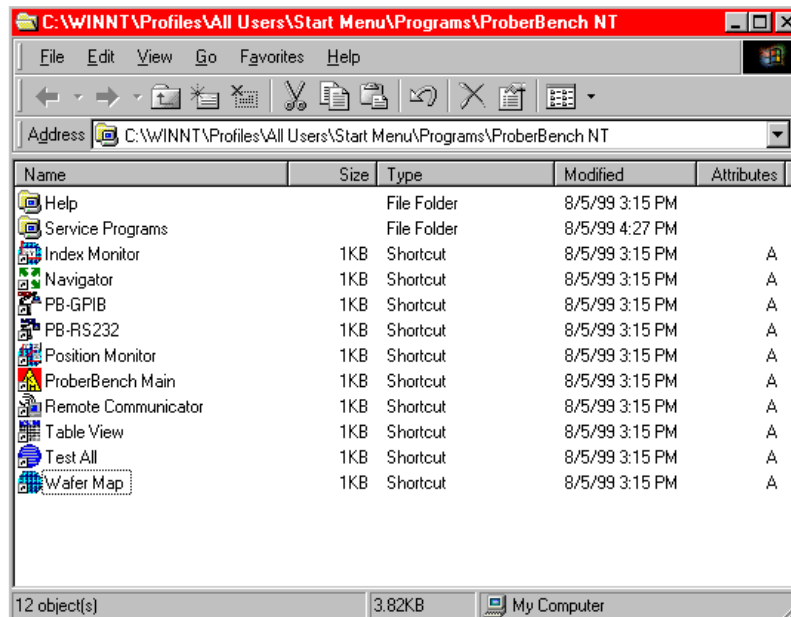 C:\WINNT\Profiles\All Users\Start Menu\Programs\ProberBench NT
File Edit View Go Favorites Help
Address C:\WINNT\Profiles\All Users\Start Menu\Programs\ProberBench NT
Name Size Type Modified Attributes
Help File Folder 8/5/99 3:15 PM
Service Programs File Folder 8/5/99 4:27 PM
Index Monitor 1KB Shortcut 8/5/99 3:15 PM A
Navigator 1KB Shortcut 8/5/99 3:15 PM A
PB-GPIB 1KB Shortcut 8/5/99 3:15 PM A
PB-RS232 1KB Shortcut 8/5/99 3:15 PM A
Position Monitor 1KB Shortcut 8/5/99 3:15 PM A
ProberBench Main 1KB Shortcut 8/5/99 3:15 PM A
Remote Communicator 1KB Shortcut 8/5/99 3:15 PM A
Table View 1KB Shortcut 8/5/99 3:15 PM A
Test All 1KB Shortcut 8/5/99 3:15 PM A
Wafer Map 1KB Shortcut 8/5/99 3:15 PM A
12 object(s) 3.82KB My Computer